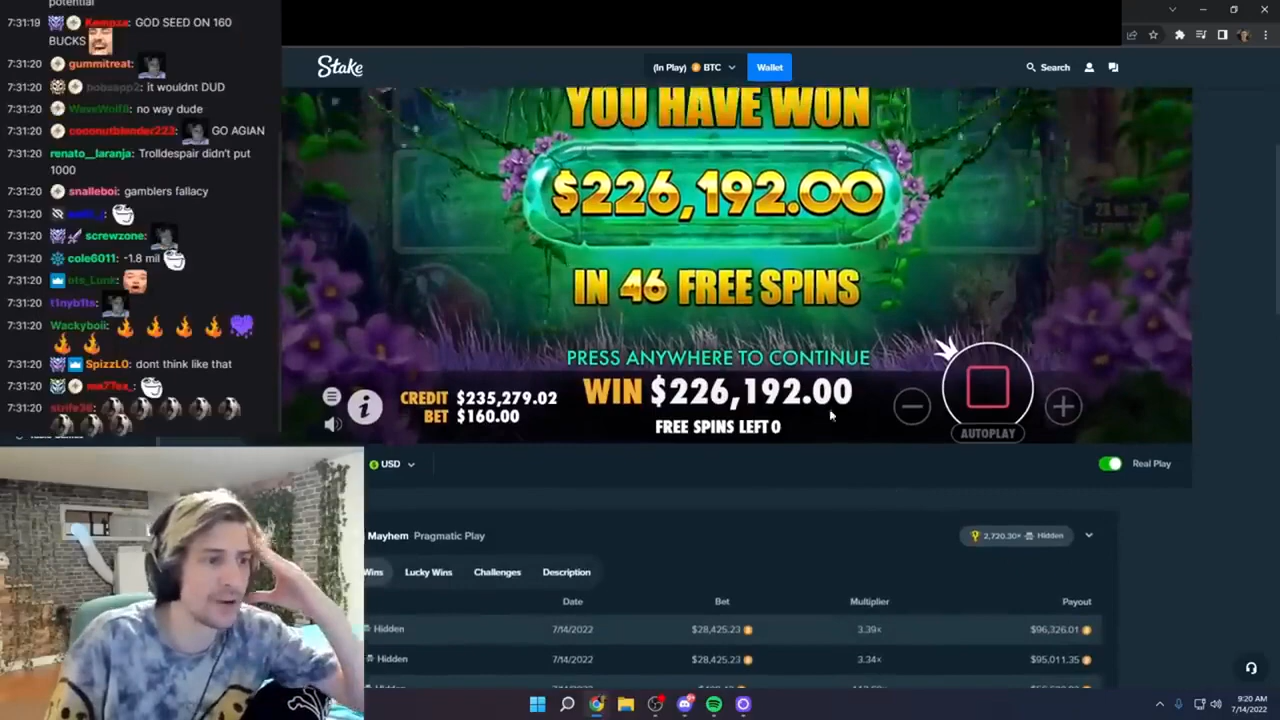 potential
7:31:19 Kempza: GOD SEED ON 160
BUCKS
7:31:20 gummitreat:
7:31:20 bobsapp2: it wouldnt DUD
7:31:20 no way dude
7:31:20 coconutblender223: GO AGIAN
7:31:20 renato__laranja: Trolldespair didn't put
1000
7:31:20 snalleboi: gamblers fallacy
7:31:20
7:31:20 screwzone:
7:31:20 cole6011: -1.8 mil
7:31:20 ote_Lunk:
7:31:20 t1nyb1ts:
7:31:20 Wackyboii:
7:31:20 SpizzL0: dont think like that
7:31:20
7:31:20
Stake
(In Play) BTC
Wallet
Search
YOU HAVE WON
$226,192.00
IN 46 FREE SPINS
PRESS ANYWHERE TO CONTINUE
CREDIT $235,279.02
BET $160.00
WIN $226,192.00
FREE SPINS LEFT 0
AUTOPLAY
USD
Real Play
Mayhem Pragmatic Play
2,720.30× Hidden
Wins Lucky Wins Challenges Description
Date Bet Multiplier Payout
Hidden 7/14/2022 $28,425.23 3.39× $96,326.01
Hidden 7/14/2022 $28,425.23 3.34× $95,011.35
9:20 AM
7/14/2022